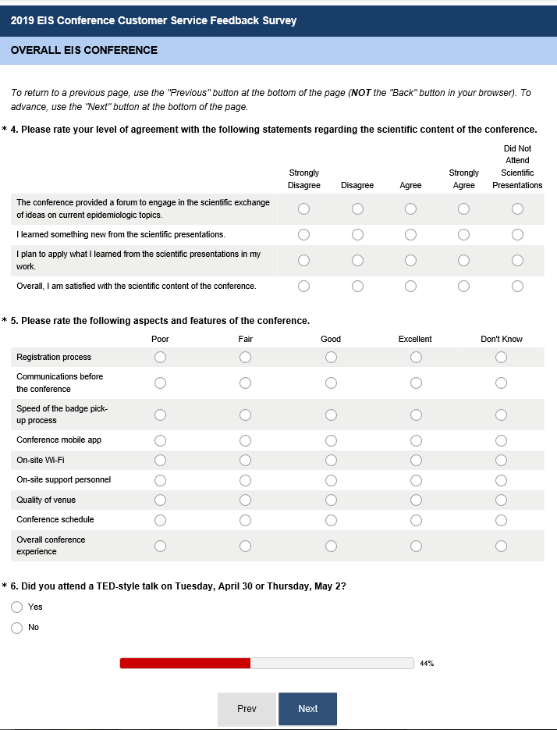 2019 EIS Conference Customer Service Feedback Survey
OVERALL EIS CONFERENCE
To return to a previous page, use the "Previous" button at the bottom of the page (NOT the "Back" button in your browser). To
advance, use the "Next" button at the bottom of the page.
* 4. Please rate your level of agreement with the following statements regarding the scientific content of the conference.
Strongly Disagree Disagree Agree Strongly Agree Did Not Attend Scientific Presentations
The conference provided a forum to engage in the scientific exchange
of ideas on current epidemiologic topics.
I learned something new from the scientific presentations.
I plan to apply what I learned from the scientific presentations in my
work.
Overall, I am satisfied with the scientific content of the conference.
* 5. Please rate the following aspects and features of the conference.
Poor Fair Good Excellent Don't Know
Registration process
Communications before
the conference
Speed of the badge pick-
up process
Conference mobile app
On-site Wi-Fi
On-site support personnel
Quality of venue
Conference schedule
Overall conference
experience
* 6. Did you attend a TED-style talk on Tuesday, April 30 or Thursday, May 2?
Yes
No
44%
Prev Next